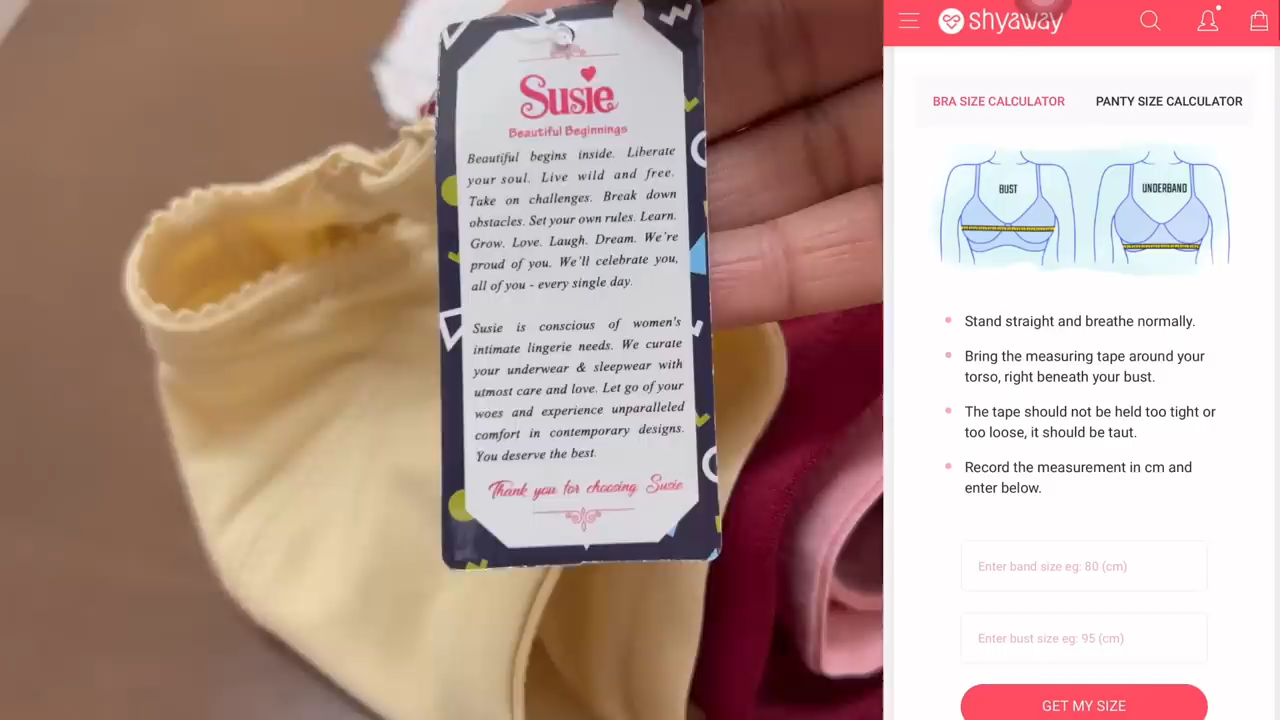 Susie
Beautiful Beginnings
Beautiful begins inside. Liberate
your soul. Live wild and free.
Take on challenges. Break down
obstacles. Set your own rules. Learn.
Grow. Love. Laugh. Dream. We're
proud of you. We'll celebrate you,
all of you - every single day.
Susie is conscious of women's
intimate lingerie needs. We curate
your underwear & sleepwear with
utmost care and love. Let go of your
woes and experience unparalleled
comfort in contemporary designs.
You deserve the best.
Thank you for choosing Susie
shyaway
BRA SIZE CALCULATOR PANTY SIZE CALCULATOR
BUST UNDERBAND
Stand straight and breathe normally.
Bring the measuring tape around your
torso, right beneath your bust.
The tape should not be held too tight or
too loose, it should be taut.
Record the measurement in cm and
enter below.
Enter band size eg: 80 (cm)
Enter bust size eg: 95 (cm)
GET MY SIZE